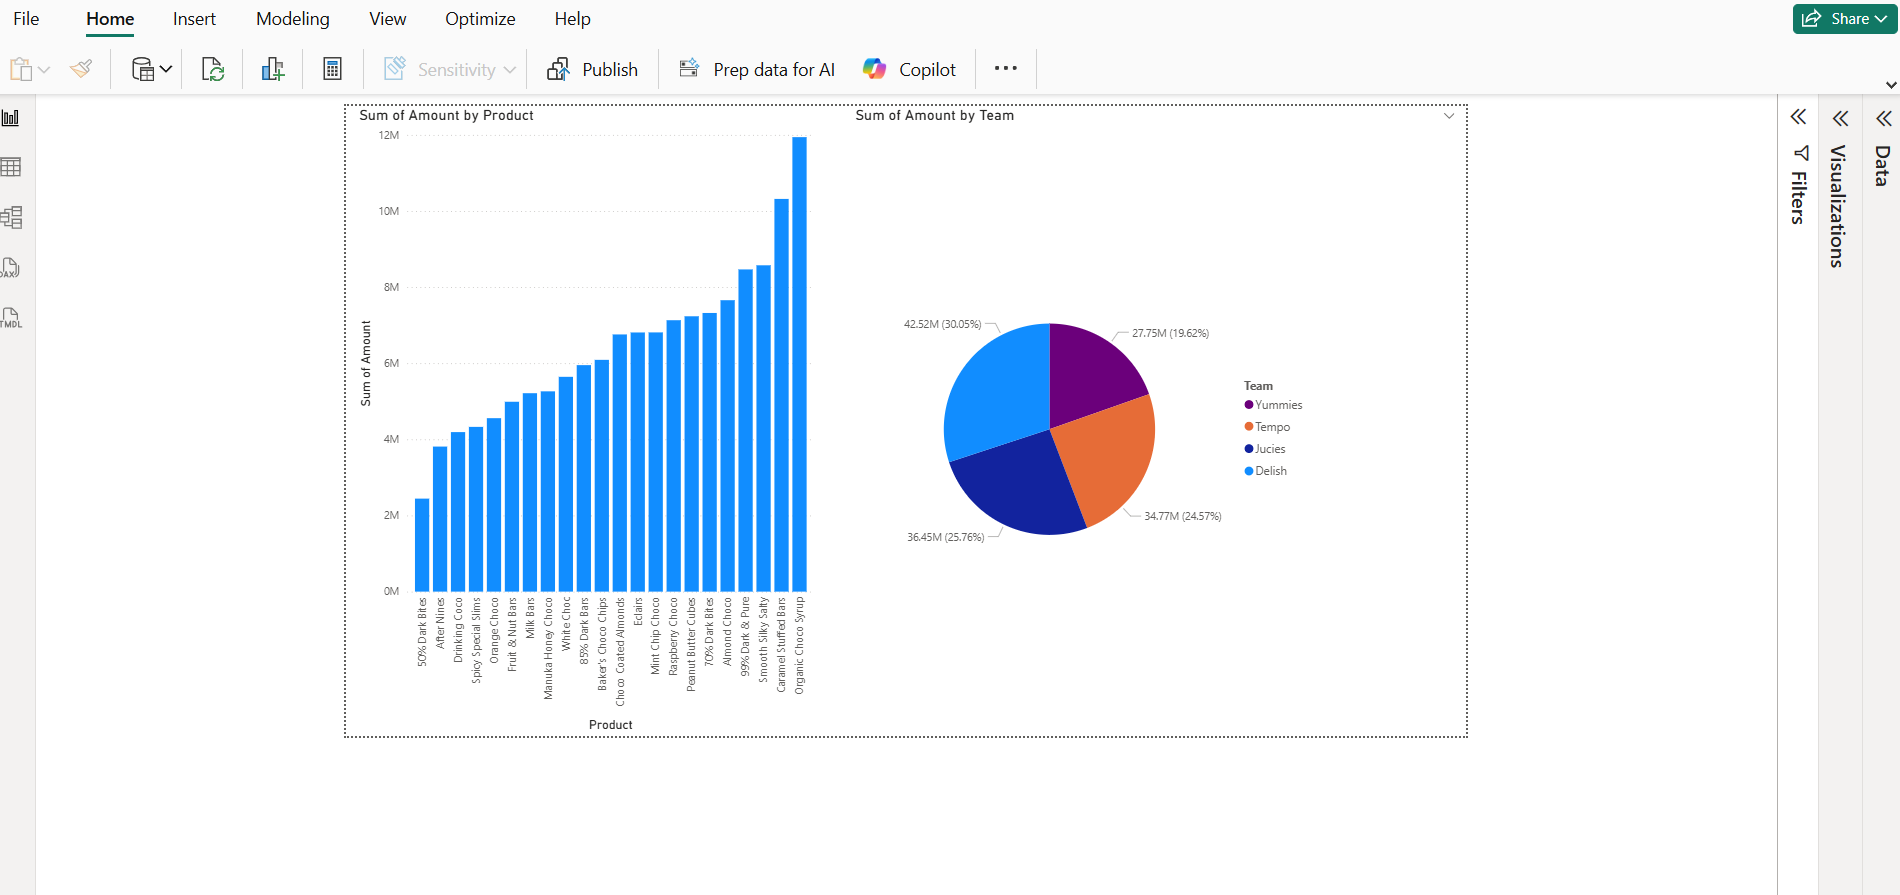 File Home Insert Modeling View Optimize Help Share
Sensitivity Publish Prep data for AI Copilot
Sum of Amount by Product
12M
10M
8M
6M
4M
2M
0M
Sum of Amount
50% Dark Bites
After Nines
Drinking Coco
Spicy Special Slims
Orange Choco
Fruit & Nut Bars
Milk Bars
Manuka Honey Choco
White Choc
85% Dark Bars
Baker's Choco Chips
Choco Coated Almonds
Eclairs
Mint Chip Choco
Raspberry Choco
Peanut Butter Cubes
70% Dark Bites
Almond Choco
99% Dark & Pure
Smooth Silky Salty
Caramel Stuffed Bars
Organic Choco Syrup
Product
Sum of Amount by Team
42.52M (30.05%)
27.75M (19.62%)
36.45M (25.76%)
34.77M (24.57%)
Team
Yummies
Tempo
Jucies
Delish
Filters
Visualizations
Data
DAX
TMDL